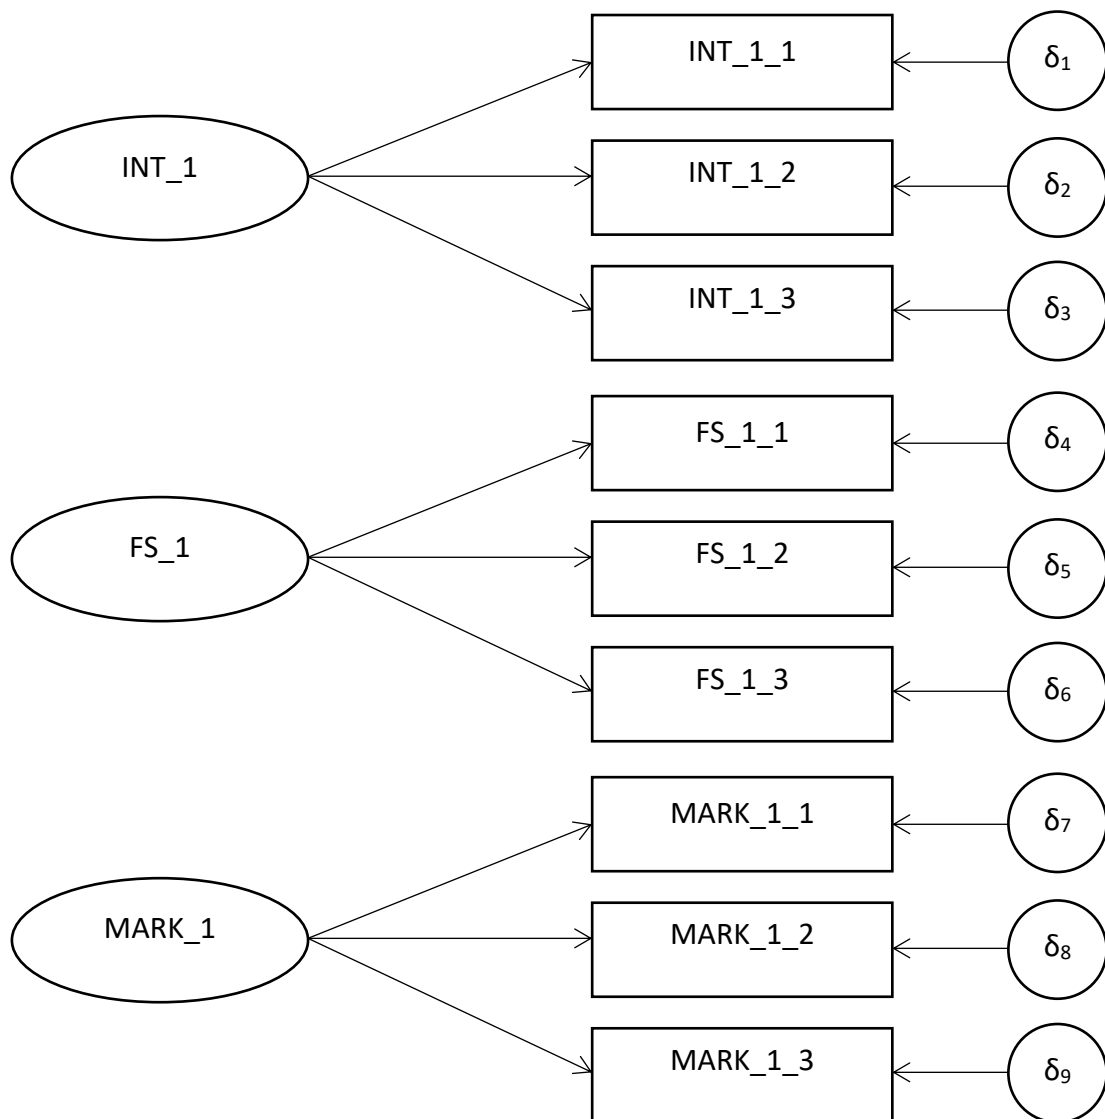 INT_1_1
δ1
INT_1
INT_1_2
δ2
INT_1_3
δ3
FS_1_1
δ4
FS_1
FS_1_2
δ5
FS_1_3
δ6
MARK_1_1
δ7
MARK_1
MARK_1_2
δ8
MARK_1_3
δ9